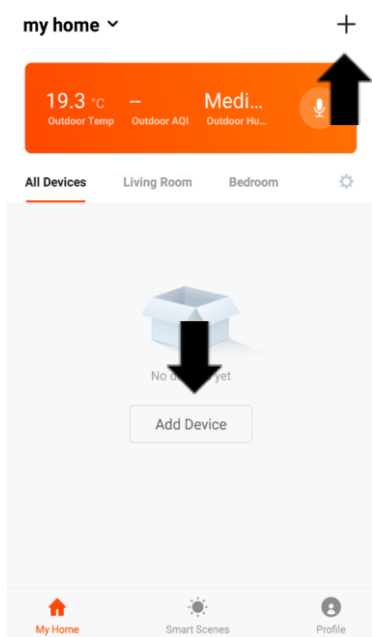 my home
19.3 °C -- Medi...
Outdoor Temp Outdoor AQI Outdoor Hu...
All Devices Living Room Bedroom
No yet
Add Device
My Home Smart Scenes Profile